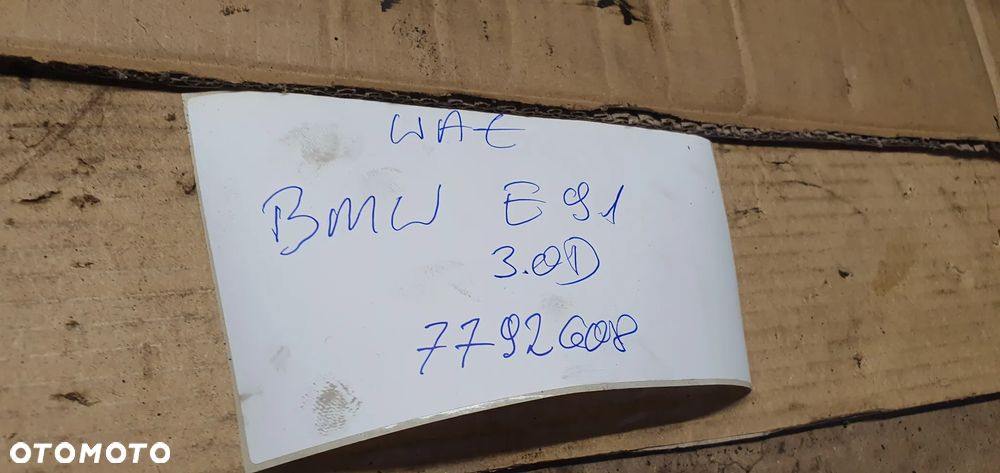 WAŁ
BMW E91
3.0D
7792608
OTOMOTO